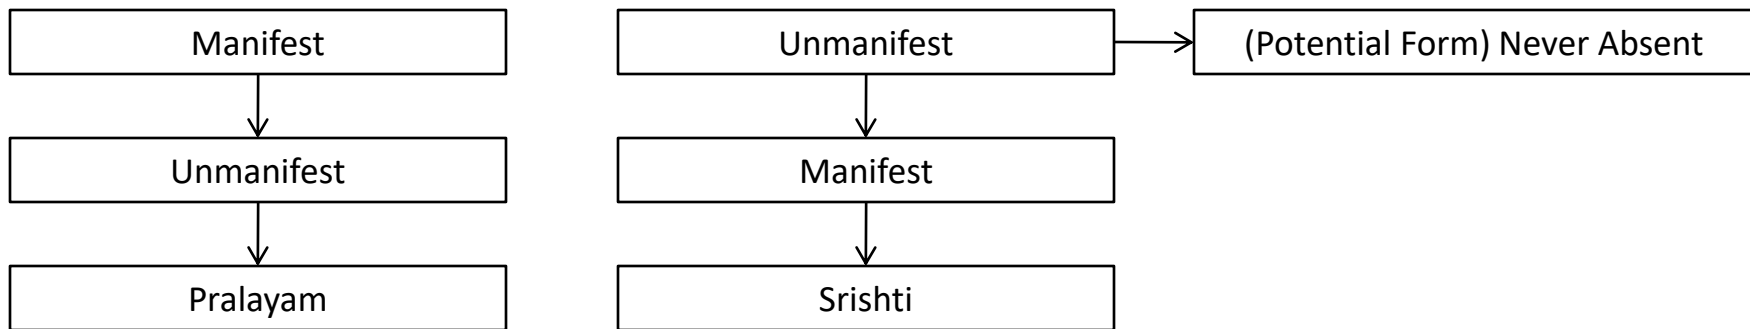 Manifest
Unmanifest
Pralayam
Unmanifest
(Potential Form) Never Absent
Manifest
Srishti